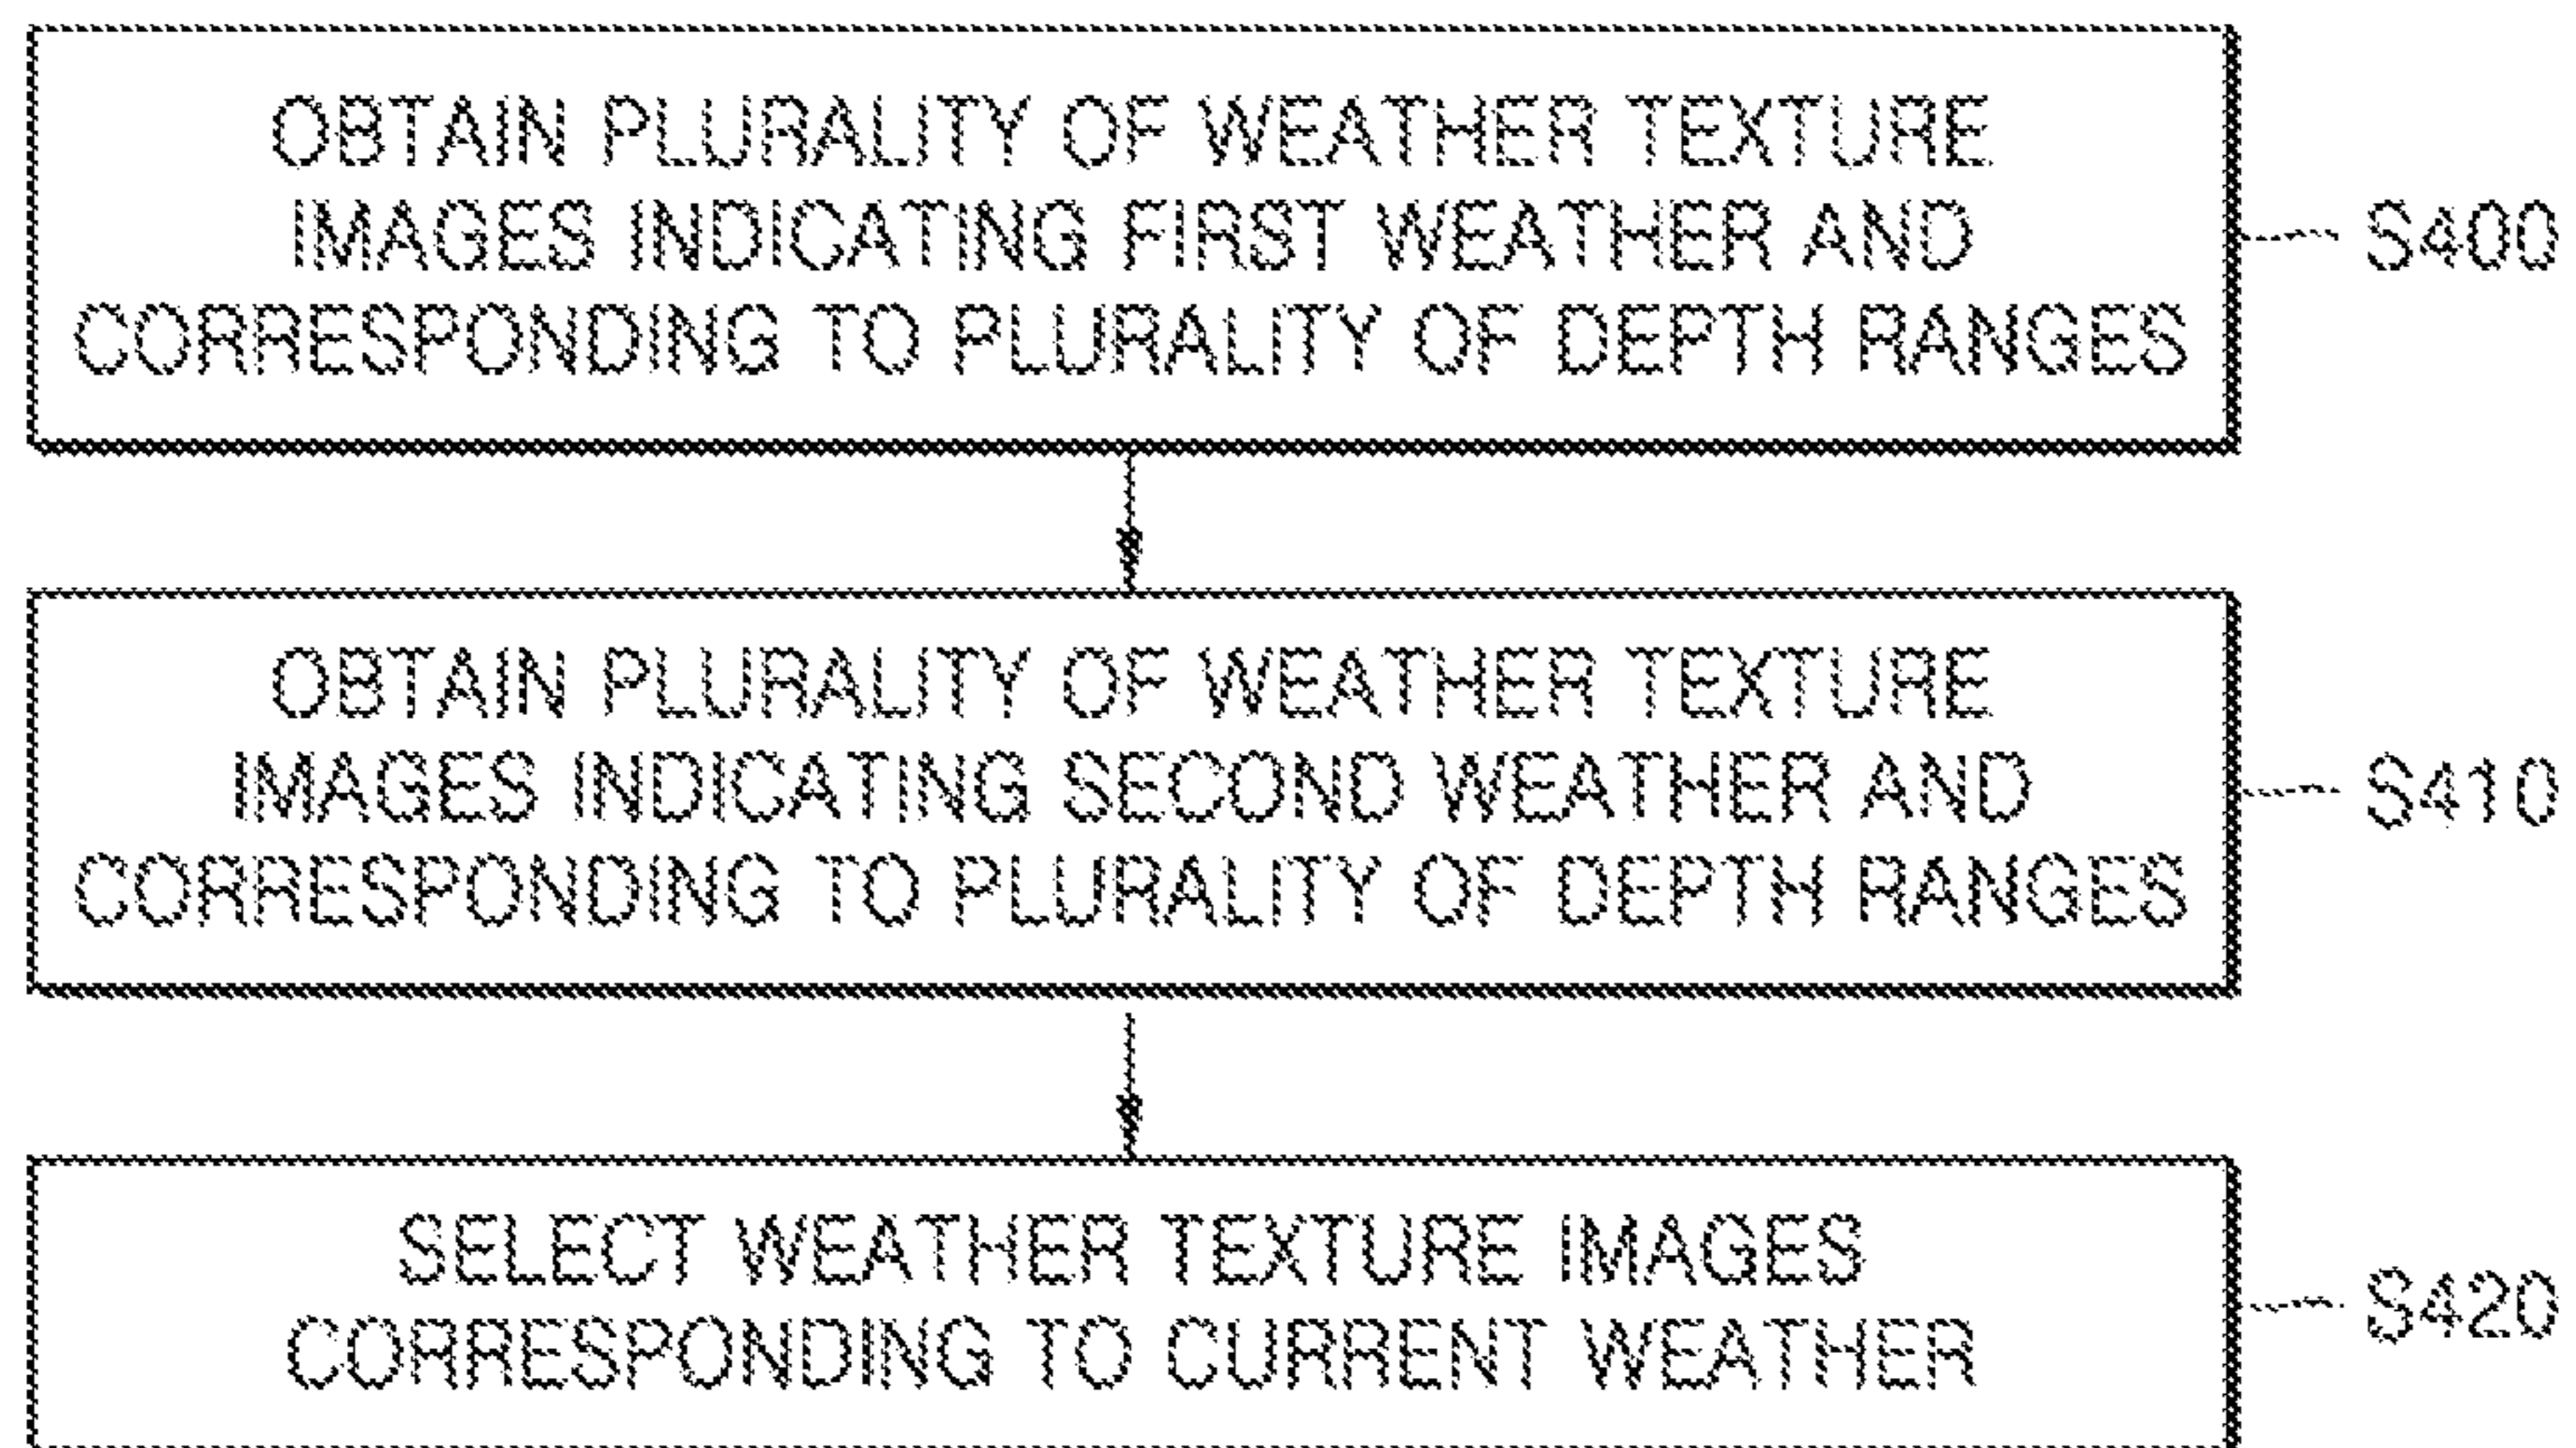 OBTAIN PLURALITY OF WEATHER TEXTURE
IMAGES INDICATING FIRST WEATHER AND
CORRESPONDING TO PLURALITY OF DEPTH RANGES
S400
OBTAIN PLURALITY OF WEATHER TEXTURE
IMAGES INDICATING SECOND WEATHER AND
CORRESPONDING TO PLURALITY OF DEPTH RANGES
S410
SELECT WEATHER TEXTURE IMAGES
CORRESPONDING TO CURRENT WEATHER
S420